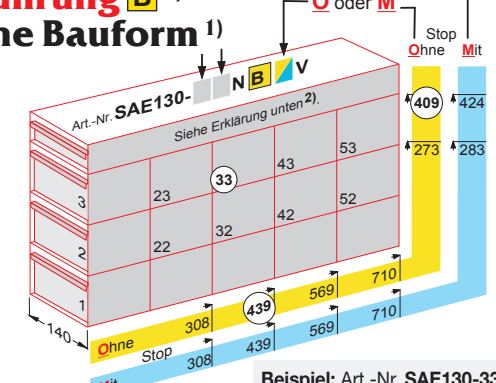 ührung B
ne Bauform 1)
O oder M
Stop
Ohne Mit
Art.-Nr. SAE130- N B V
Siehe Erklärung unten 2).
409 424
273 283
3 23 33 43 53
2 22 32 42 52
1
140
Ohne 308 439 569 710
Stop
Mit 308 439 569 710
Beispiel: Art.-Nr. SAE130-33